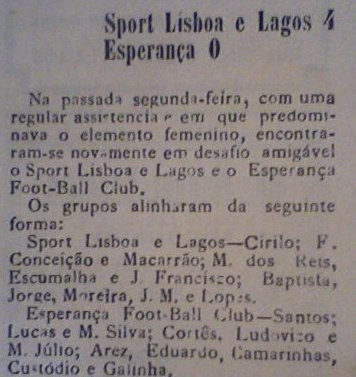 Sport Lisboa e Lagos 4
Esperança 0
Na passada segunda-feira, com uma
regular assistencia e em que predomi-
nava o elemento femenino, encontra-
ram-se novamente em desafio amigável
o Sport Lisboa e Lagos e o Esperança
Foot-Ball Club.
Os grupos alinharam da seguinte
forma:
Sport Lisboa e Lagos—Cirilo; F.
Conceição e Macarrão; M. dos Reis,
Escumalha e J. Francisco; Baptista,
Jorge, Moreira, J. M. e Lopes.
Esperança Foot-Ball Club—Santos;
Lucas e M. Silva; Cortês, Ludovico e
M. Júlio; Arez, Eduardo, Camarinhas,
Custódio e Galinha.